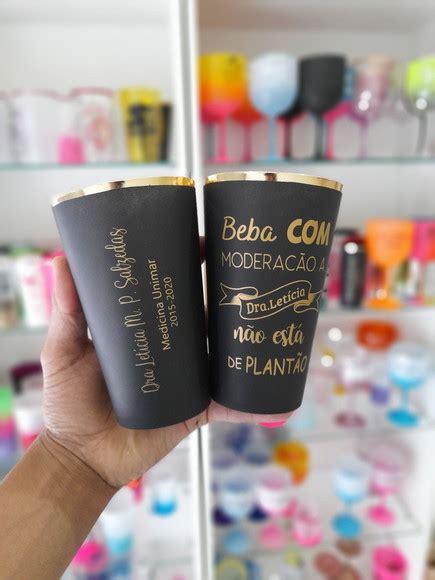 Dra Letícia M. P. Salzedas
Medicina Unimar
2015-2020
Beba COM
MODERAÇÃO A
Dra. Letícia
não está
DE PLANTÃO